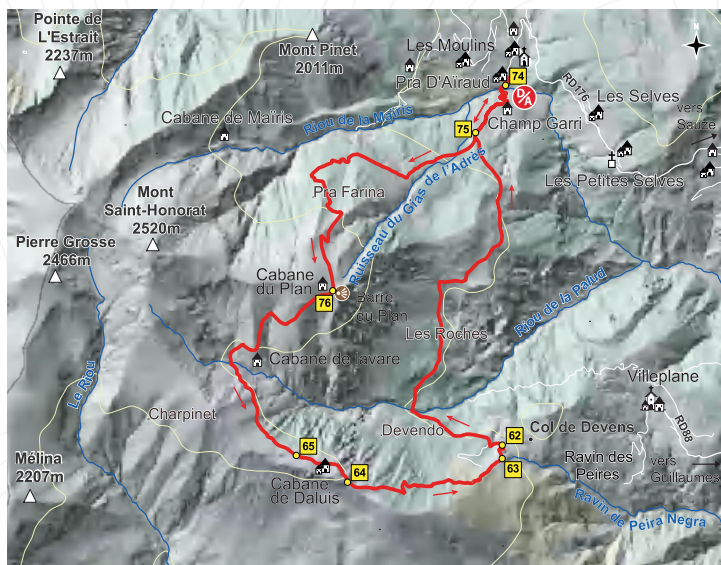 Pointe de
L'Estrait
2237m
Mont Pinet
2011m
Les Moulins
Pra D'Aïraud
74
D/A
N
RD176
Les Selves
vers
Sauze
Cabane de Maïris
Riou de la Maïris
75
Champ Garri
Les Petites Selves
Pra Farina
Ruisseau du Gras de l'Adrès
Mont
Saint-Honorat
2520m
Pierre Grosse
2466m
Cabane
du Plan
76
Barre
du Plan
Riou de la Palud
Les Roches
Le Riou
Cabane de Javare
Villeplane
Charpinet
Devendo
62
Col de Devens
RD88
65
63
Ravin des
Peires
vers
Guillaumes
Mélina
2207m
64
Cabane
de Daluis
Ravin de Peira Negra